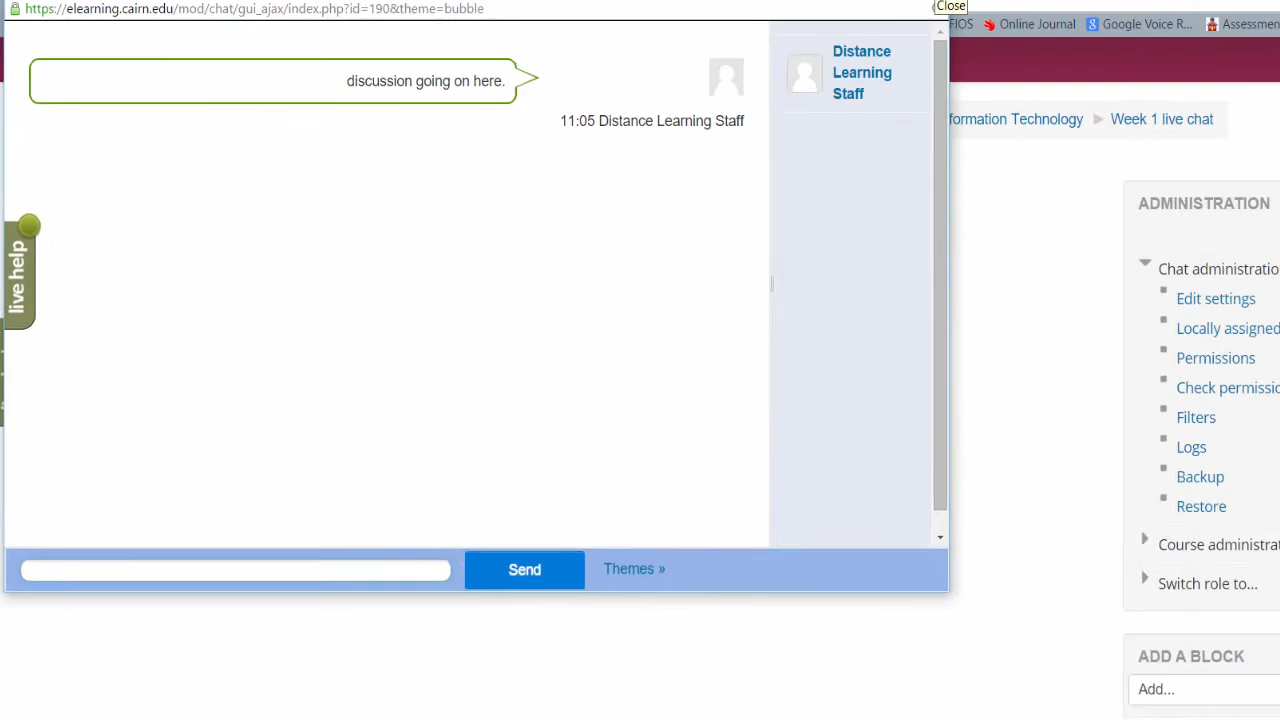 https://elearning.cairn.edu/mod/chat/gui_ajax/index.php?id=190&theme=bubble
Close
FIOS Online Journal Google Voice R... Assessmen
discussion going on here.
11:05 Distance Learning Staff
Distance
Learning
Staff
formation Technology Week 1 live chat
live help
ADMINISTRATION
Chat administratio
Edit settings
Locally assigned
Permissions
Check permissio
Filters
Logs
Backup
Restore
Course administrat
Switch role to...
Send
Themes »
ADD A BLOCK
Add...